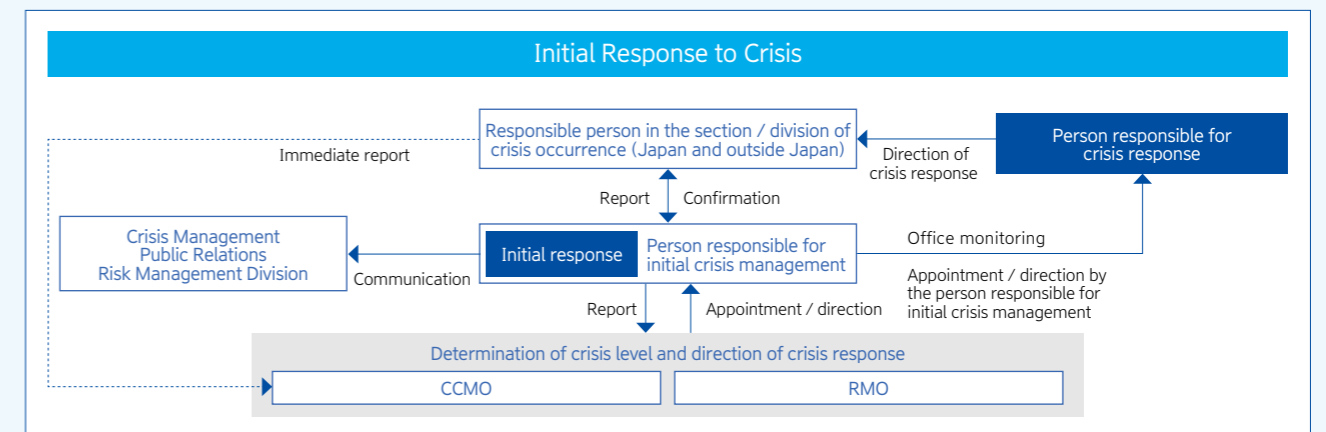 Initial Response to Crisis
Responsible person in the section / division of
crisis occurrence (Japan and outside Japan)
Person responsible for
crisis response
Immediate report
Direction of
crisis response
Report
Confirmation
Crisis Management
Public Relations
Risk Management Division
Communication
Initial response
Person responsible for
initial crisis management
Office monitoring
Appointment / direction by
the person responsible for
initial crisis management
Report
Appointment / direction
Determination of crisis level and direction of crisis response
CCMO
RMO